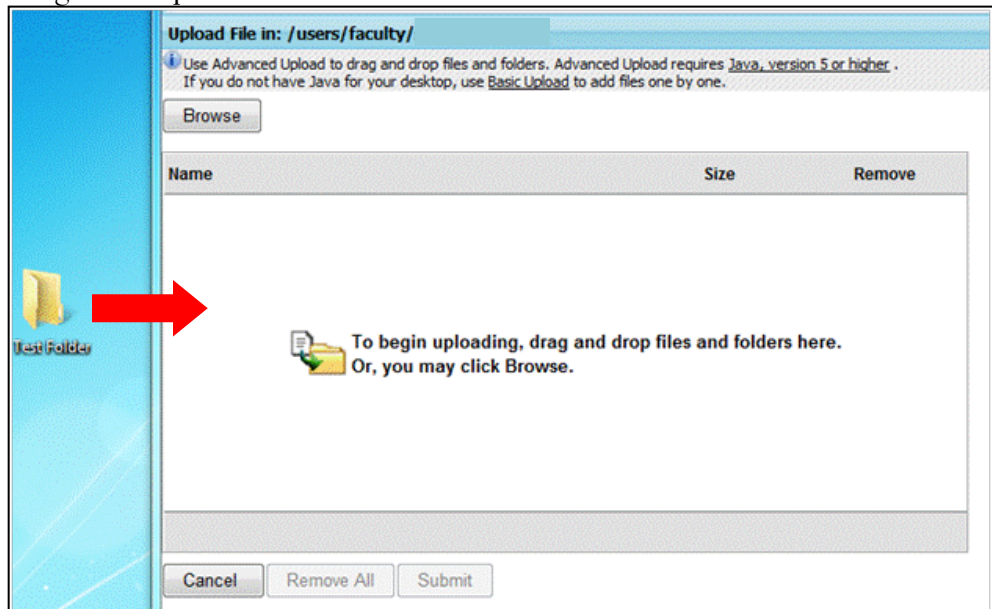 Upload File in: /users/faculty/
Use Advanced Upload to drag and drop files and folders. Advanced Upload requires Java, version 5 or higher .
If you do not have Java for your desktop, use Basic Upload to add files one by one.
Browse
Name Size Remove
Test Folder
To begin uploading, drag and drop files and folders here.
Or, you may click Browse.
Cancel Remove All Submit